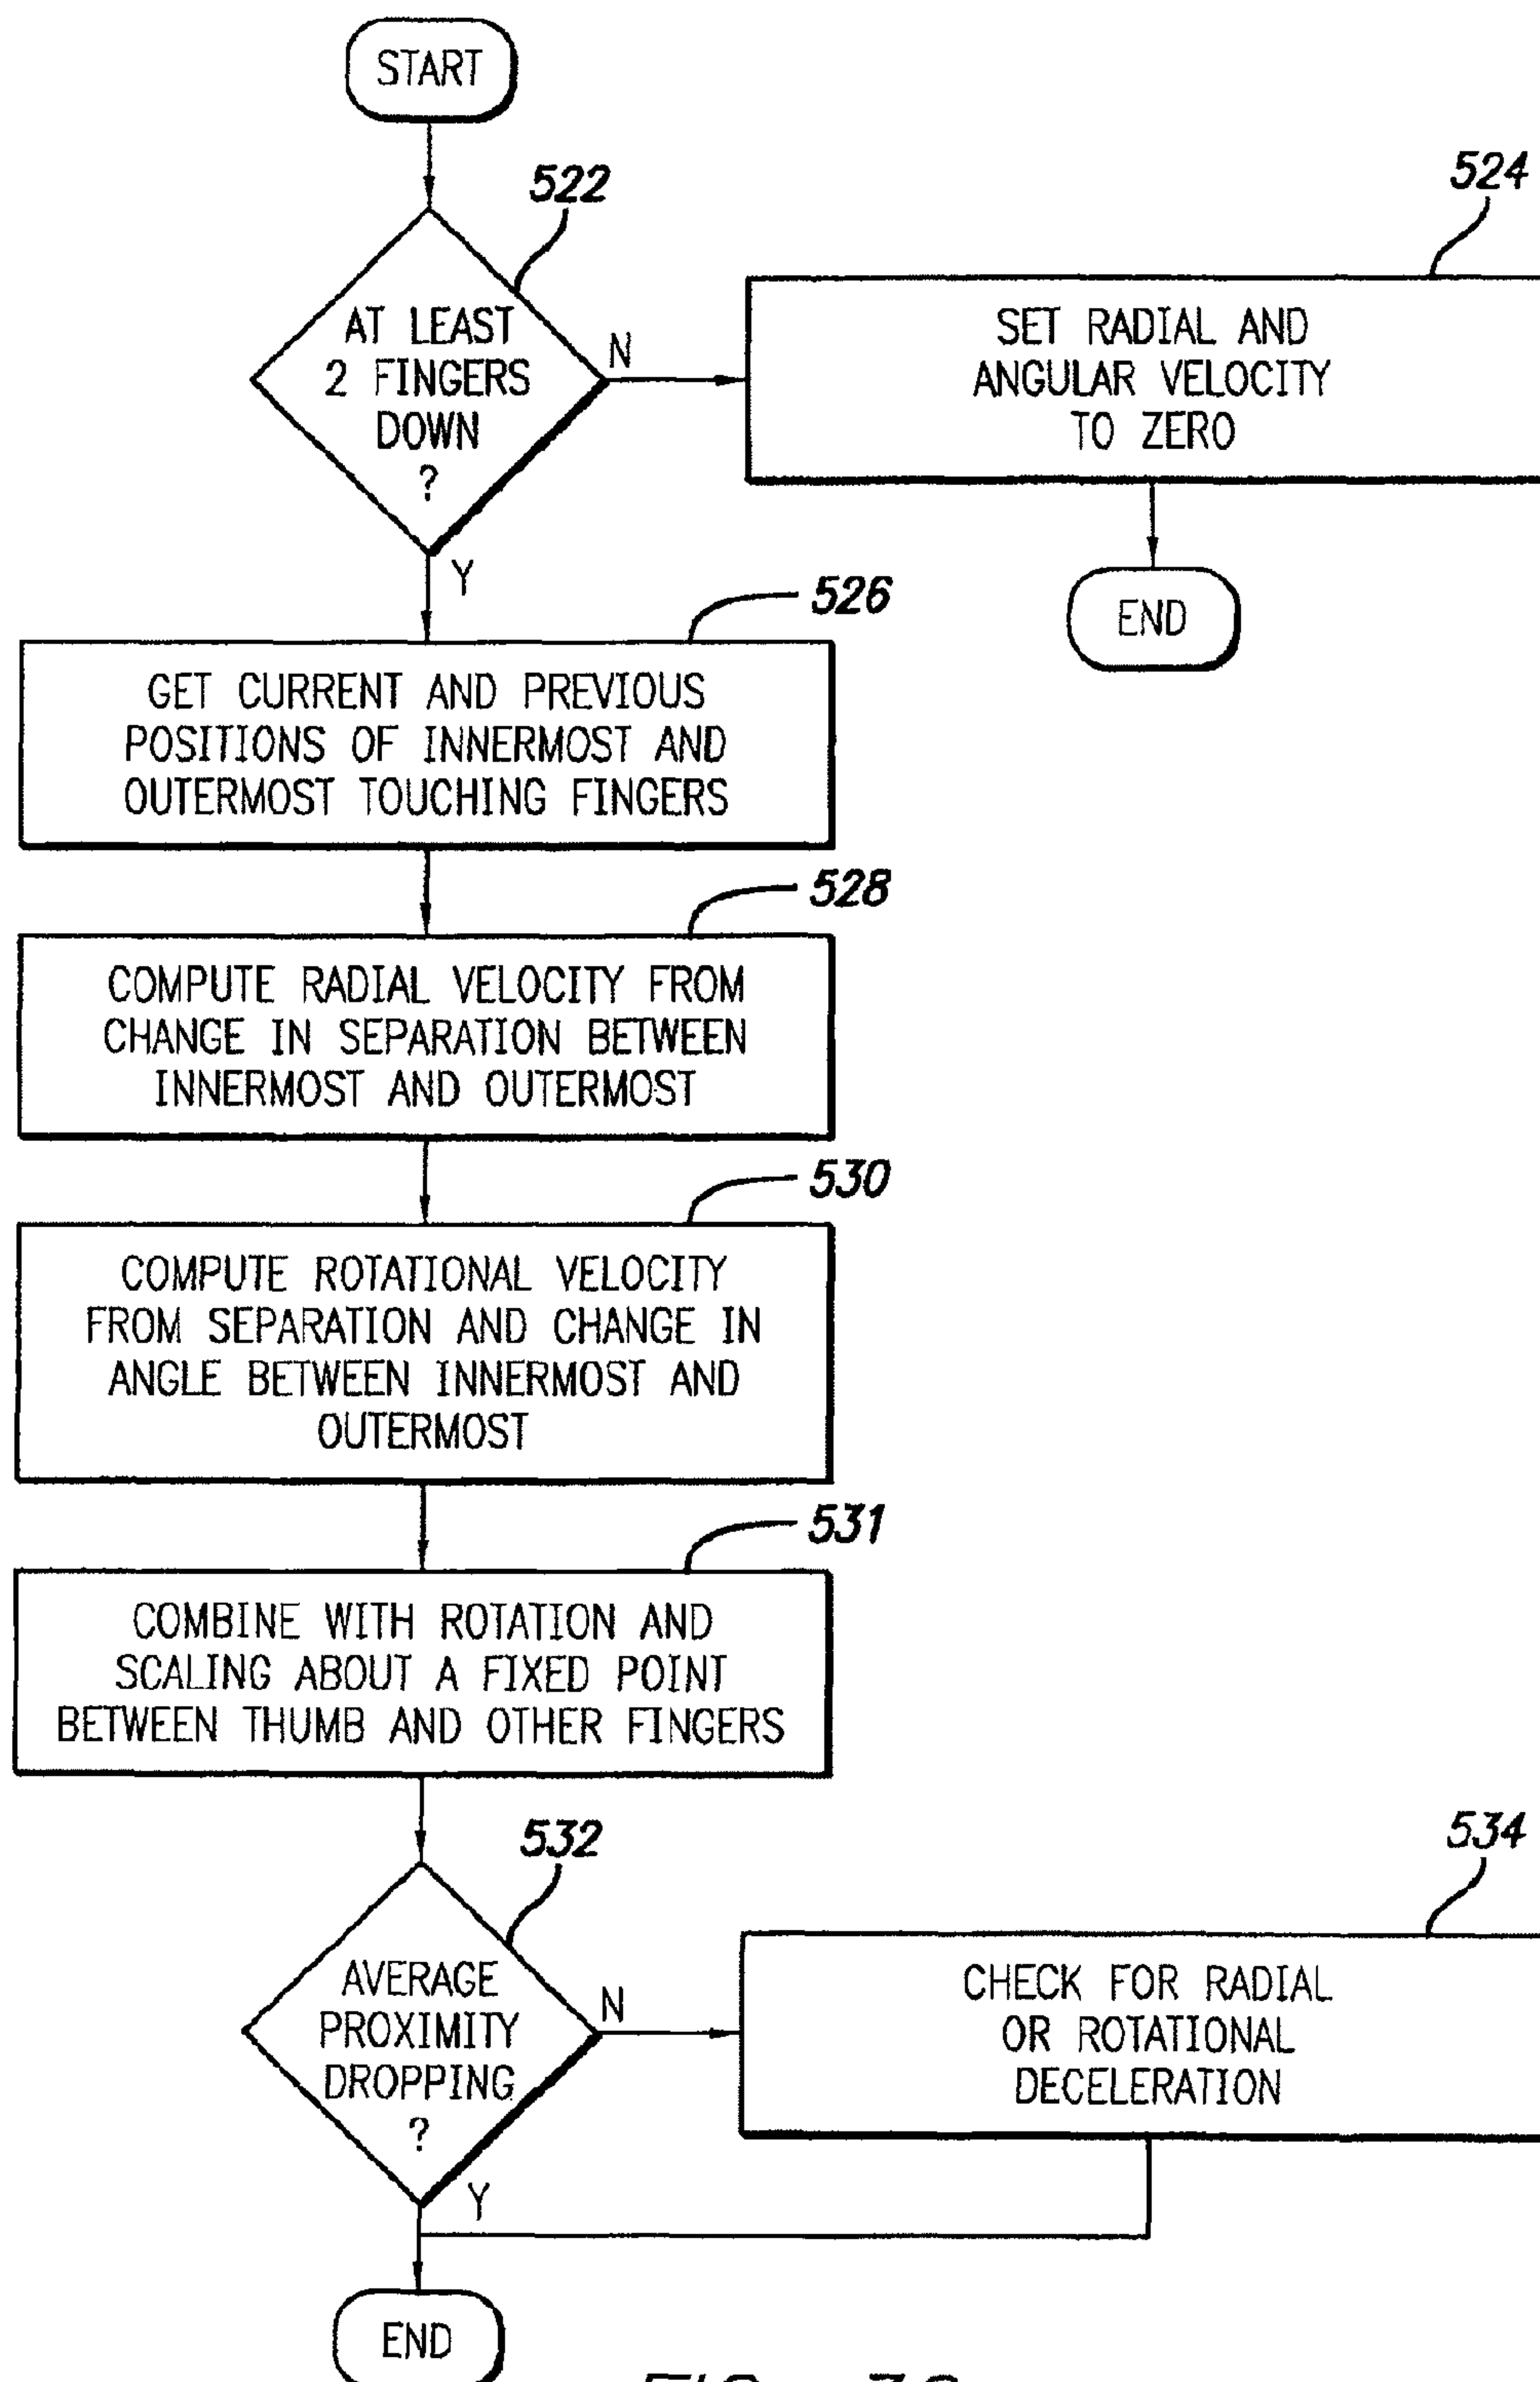 START
522
AT LEAST
2 FINGERS
DOWN
?
N
524
SET RADIAL AND
ANGULAR VELOCITY
TO ZERO
END
Y
526
GET CURRENT AND PREVIOUS
POSITIONS OF INNERMOST AND
OUTERMOST TOUCHING FINGERS
528
COMPUTE RADIAL VELOCITY FROM
CHANGE IN SEPARATION BETWEEN
INNERMOST AND OUTERMOST
530
COMPUTE ROTATIONAL VELOCITY
FROM SEPARATION AND CHANGE IN
ANGLE BETWEEN INNERMOST AND
OUTERMOST
531
COMBINE WITH ROTATION AND
SCALING ABOUT A FIXED POINT
BETWEEN THUMB AND OTHER FINGERS
532
AVERAGE
PROXIMITY
DROPPING
?
N
534
CHECK FOR RADIAL
OR ROTATIONAL
DECELERATION
Y
END